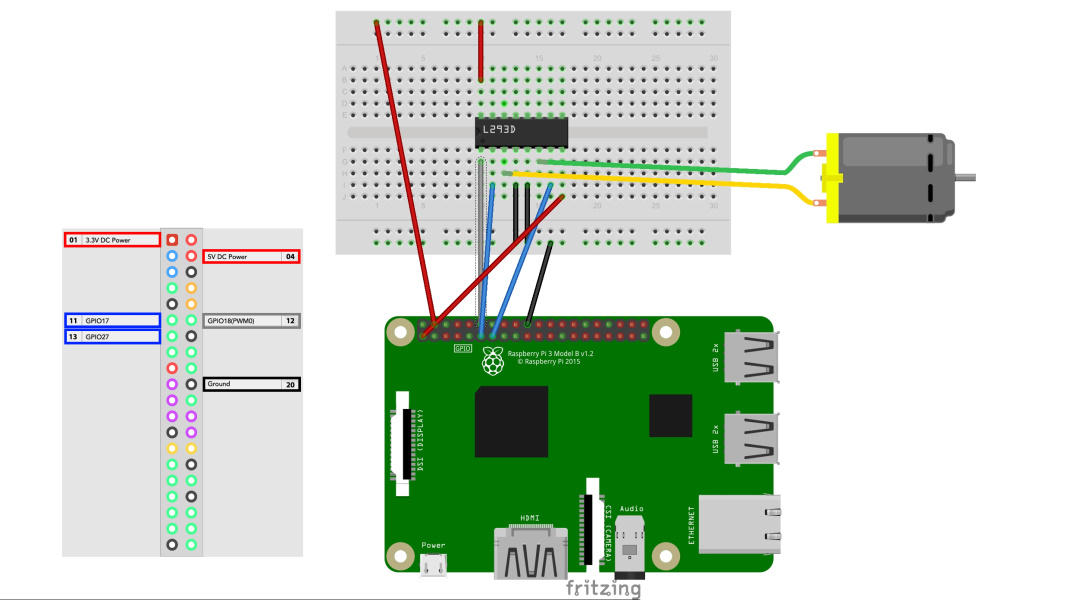 1 5 10 15 20 25 30
A
B
C
D
E
L293D
F
G
H
I
J
1 20 25 30
01 3.3V DC Power
5V DC Power 04
11 GPIO17
GPIO18(PWM0) 12
13 GPIO27
Ground 20
GPIO
Raspberry Pi 3 Model B v1.2
© Raspberry Pi 2015
USB 2x
DSI (DISPLAY)
USB 2x
CSI (CAMERA)
Audio
ETHERNET
HDMI
Power
fritzing